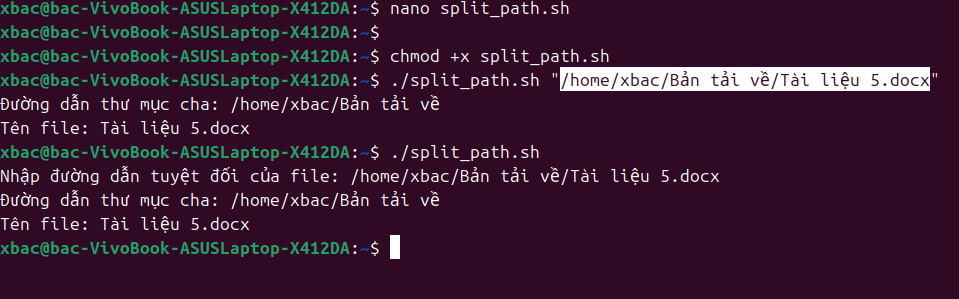 xbac@bac-VivoBook-ASUSLaptop-X412DA:~$ nano split_path.sh
xbac@bac-VivoBook-ASUSLaptop-X412DA:~$
xbac@bac-VivoBook-ASUSLaptop-X412DA:~$ chmod +x split_path.sh
xbac@bac-VivoBook-ASUSLaptop-X412DA:~$ ./split_path.sh "/home/xbac/Bản tải về/Tài liệu 5.docx"
Đường dẫn thư mục cha: /home/xbac/Bản tải về
Tên file: Tài liệu 5.docx
xbac@bac-VivoBook-ASUSLaptop-X412DA:~$ ./split_path.sh
Nhập đường dẫn tuyệt đối của file: /home/xbac/Bản tải về/Tài liệu 5.docx
Đường dẫn thư mục cha: /home/xbac/Bản tải về
Tên file: Tài liệu 5.docx
xbac@bac-VivoBook-ASUSLaptop-X412DA:~$